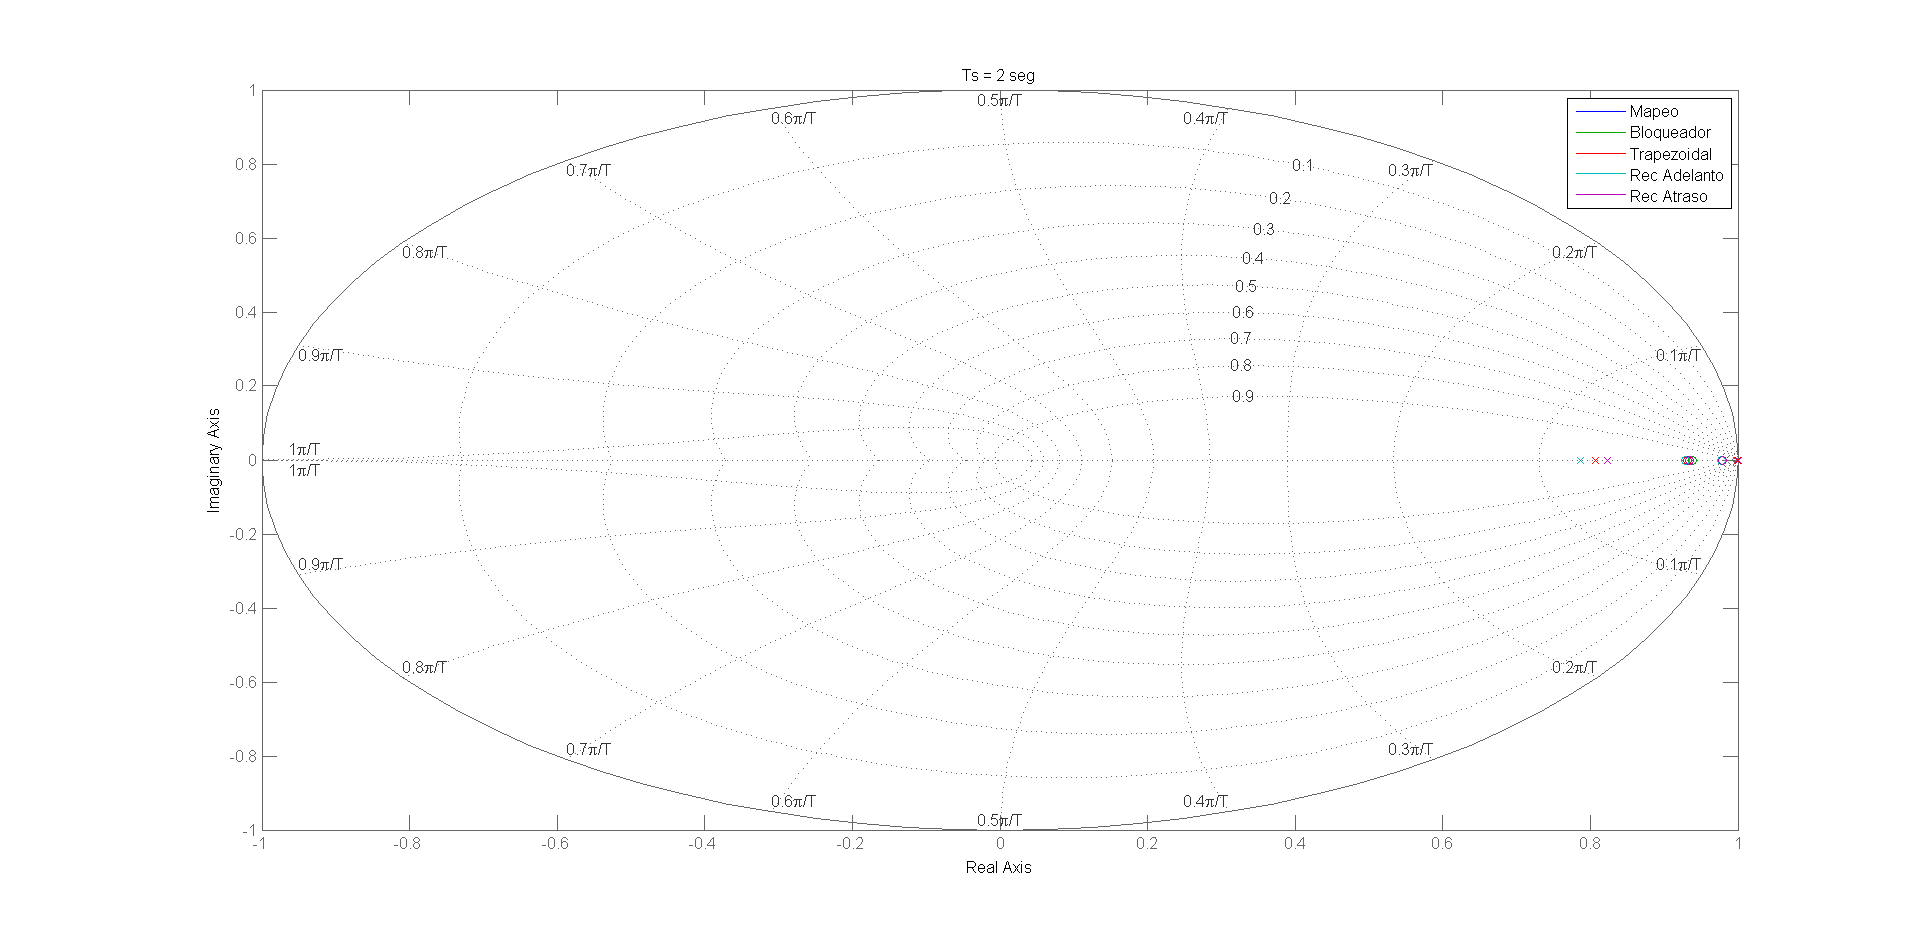 Ts = 2 seg
1
0.8
0.6
0.4
0.2
0
-0.2
-0.4
-0.6
-0.8
-1
Imaginary Axis
-1
-0.8
-0.6
-0.4
-0.2
0
0.2
0.4
0.6
0.8
1
Real Axis
Mapeo
Bloqueador
Trapezoidal
Rec Adelanto
Rec Atraso
0.5π/T
0.6π/T
0.4π/T
0.7π/T
0.3π/T
0.8π/T
0.2π/T
0.9π/T
0.1π/T
1π/T
1π/T
0.9π/T
0.1π/T
0.8π/T
0.2π/T
0.7π/T
0.3π/T
0.6π/T
0.4π/T
0.5π/T
0.1
0.2
0.3
0.4
0.5
0.6
0.7
0.8
0.9